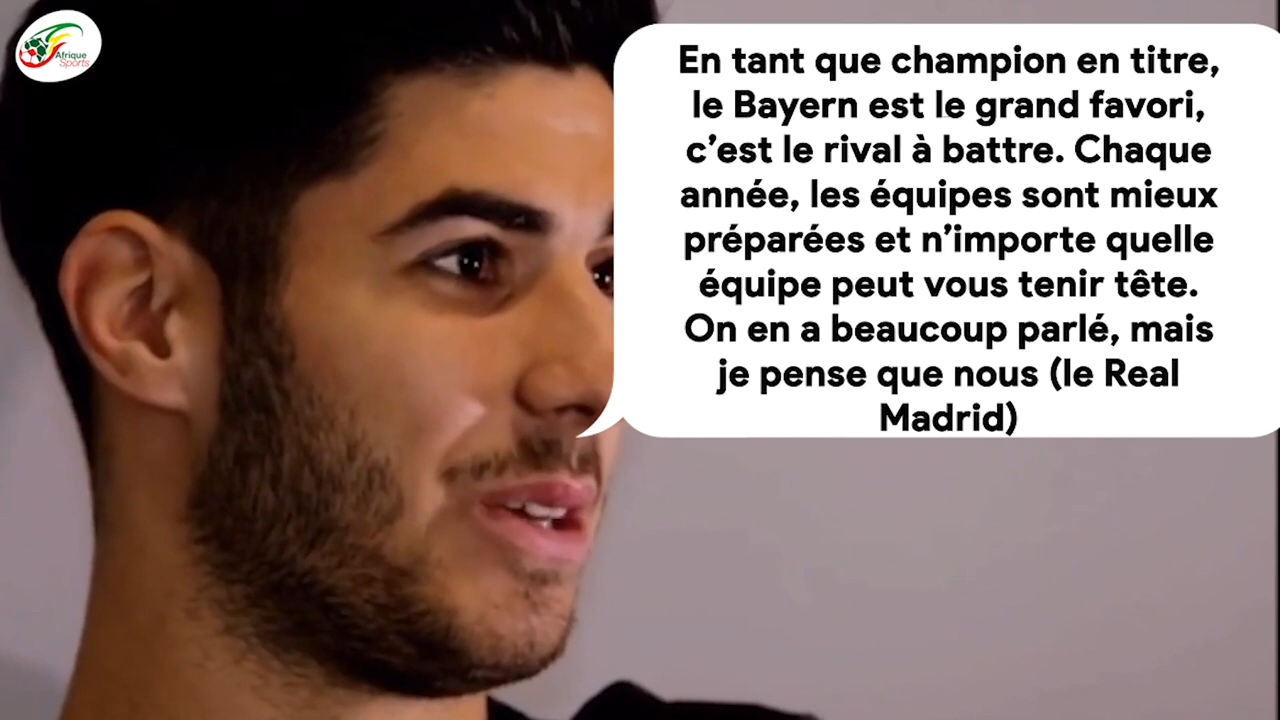 Afrique
Sports
En tant que champion en titre,
le Bayern est le grand favori,
c’est le rival à battre. Chaque
année, les équipes sont mieux
préparées et n’importe quelle
équipe peut vous tenir tête.
On en a beaucoup parlé, mais
je pense que nous (le Real
Madrid)